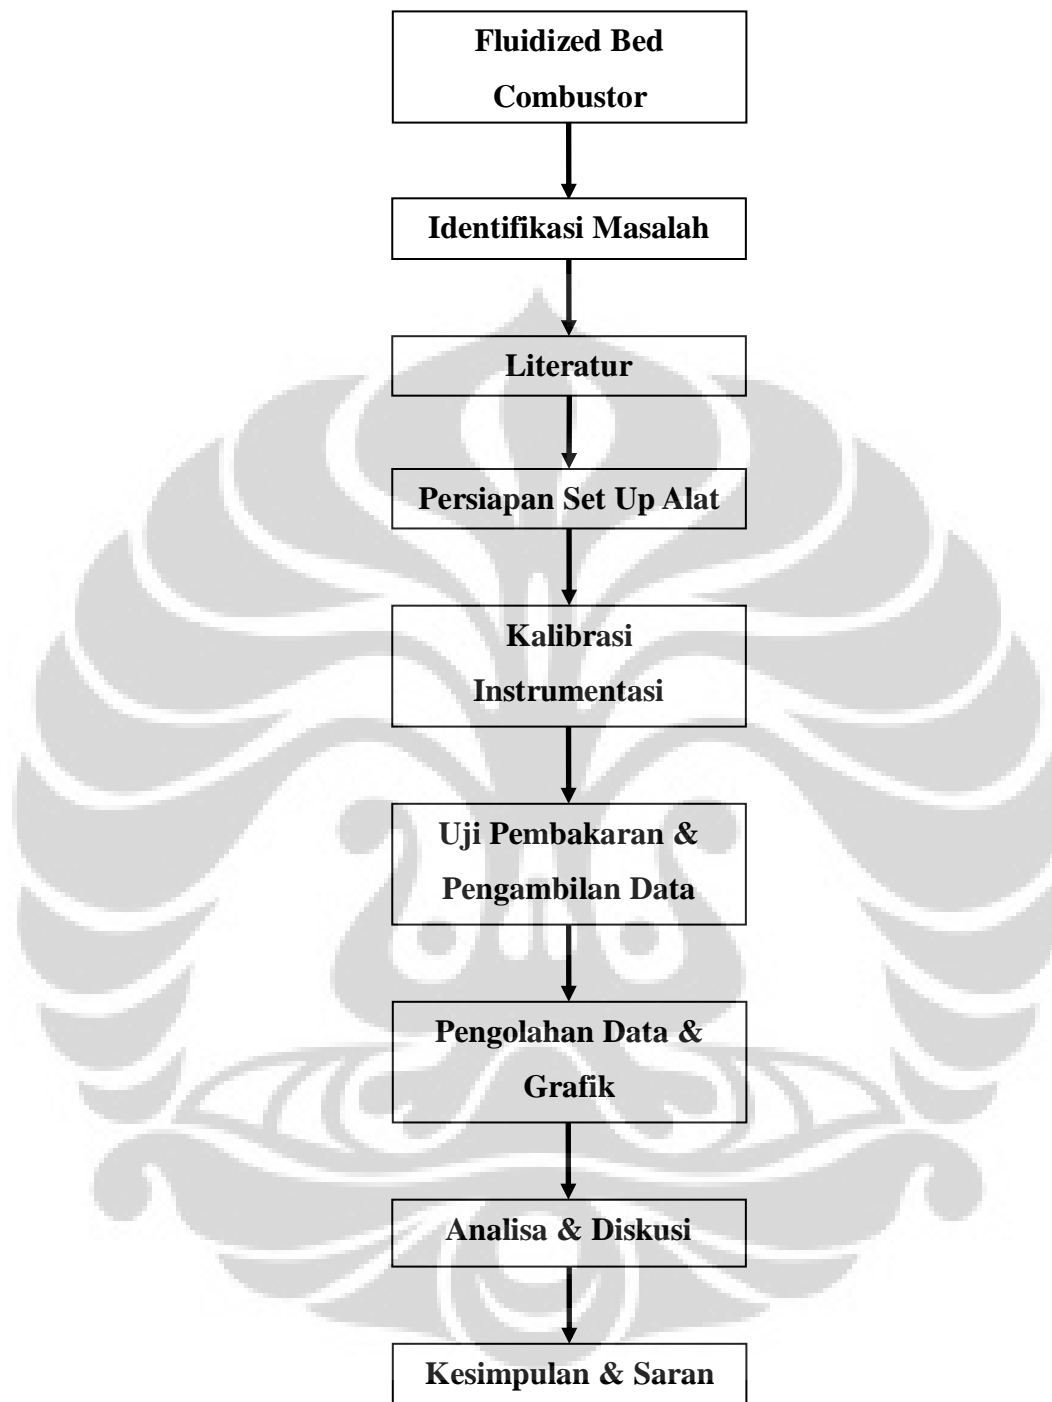 Fluidized Bed
Combustor
Identifikasi Masalah
Literatur
Persiapan Set Up Alat
Kalibrasi
Instrumentasi
Uji Pembakaran &
Pengambilan Data
Pengolahan Data &
Grafik
Analisa & Diskusi
Kesimpulan & Saran